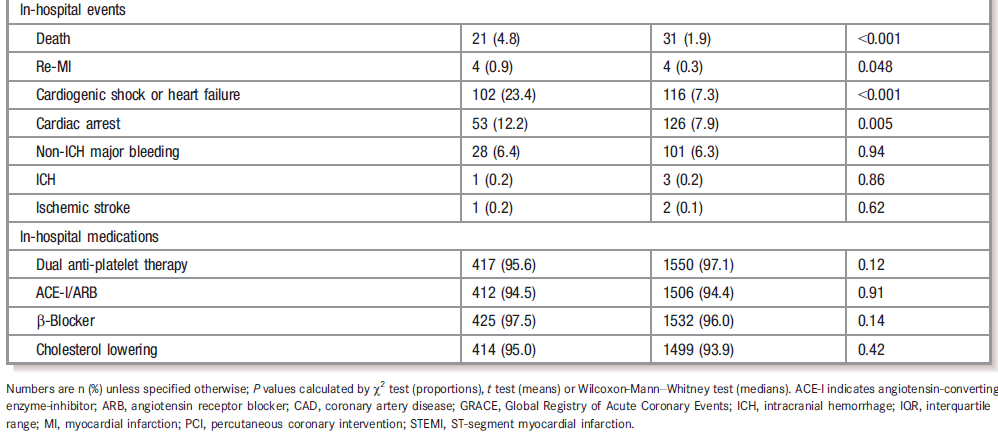 In-hospital events
Death 21 (4.8) 31 (1.9) <0.001
Re-MI 4 (0.9) 4 (0.3) 0.048
Cardiogenic shock or heart failure 102 (23.4) 116 (7.3) <0.001
Cardiac arrest 53 (12.2) 126 (7.9) 0.005
Non-ICH major bleeding 28 (6.4) 101 (6.3) 0.94
ICH 1 (0.2) 3 (0.2) 0.86
Ischemic stroke 1 (0.2) 2 (0.1) 0.62
In-hospital medications
Dual anti-platelet therapy 417 (95.6) 1550 (97.1) 0.12
ACE-I/ARB 412 (94.5) 1506 (94.4) 0.91
β-Blocker 425 (97.5) 1532 (96.0) 0.14
Cholesterol lowering 414 (95.0) 1499 (93.9) 0.42
Numbers are n (%) unless specified otherwise; P values calculated by χ² test (proportions), t test (means) or Wilcoxon-Mann–Whitney test (medians). ACE-I indicates angiotensin-converting
enzyme-inhibitor; ARB, angiotensin receptor blocker; CAD, coronary artery disease; GRACE, Global Registry of Acute Coronary Events; ICH, intracranial hemorrhage; IQR, interquartile
range; MI, myocardial infarction; PCI, percutaneous coronary intervention; STEMI, ST-segment myocardial infarction.